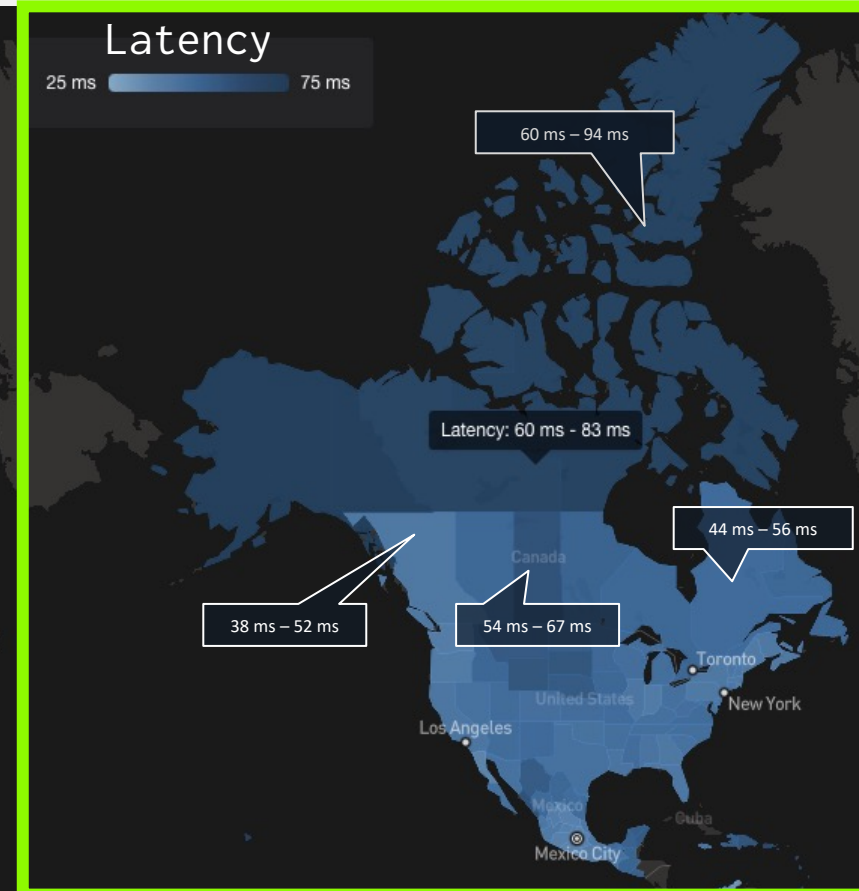 Latency
25 ms 75 ms
60 ms – 94 ms
Latency: 60 ms - 83 ms
44 ms – 56 ms
Canada
38 ms – 52 ms
54 ms – 67 ms
Toronto
United States
New York
Los Angeles
Mexico
Cuba
Mexico City